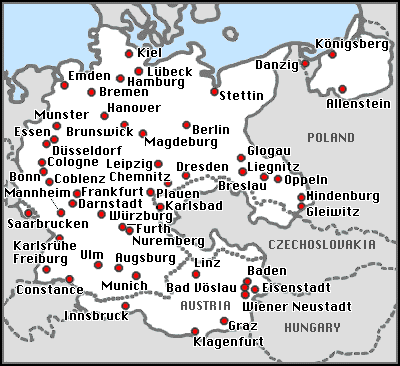 Kiel
Königsberg
Lübeck
Danzig
Emden
Hamburg
Bremen
Stettin
Allenstein
Hanover
Munster
Berlin
Essen
Brunswick
Magdeburg
POLAND
Düsseldorf
Glogau
Cologne
Leipzig
Dresden
Liegnitz
Bonn
Coblenz
Chemnitz
Breslau
Oppeln
Mannheim
Frankfurt
Plauen
Hindenburg
Darnstadt
Karlsbad
Gleiwitz
Würzburg
Saarbrucken
Furth
Nuremberg
CZECHOSLOVAKIA
Karlsruhe
Freiburg
Ulm
Augsburg
Linz
Baden
Constance
Munich
Bad Vöslau
Eisenstadt
AUSTRIA
Wiener Neustadt
Innsbruck
Graz
HUNGARY
Klagenfurt